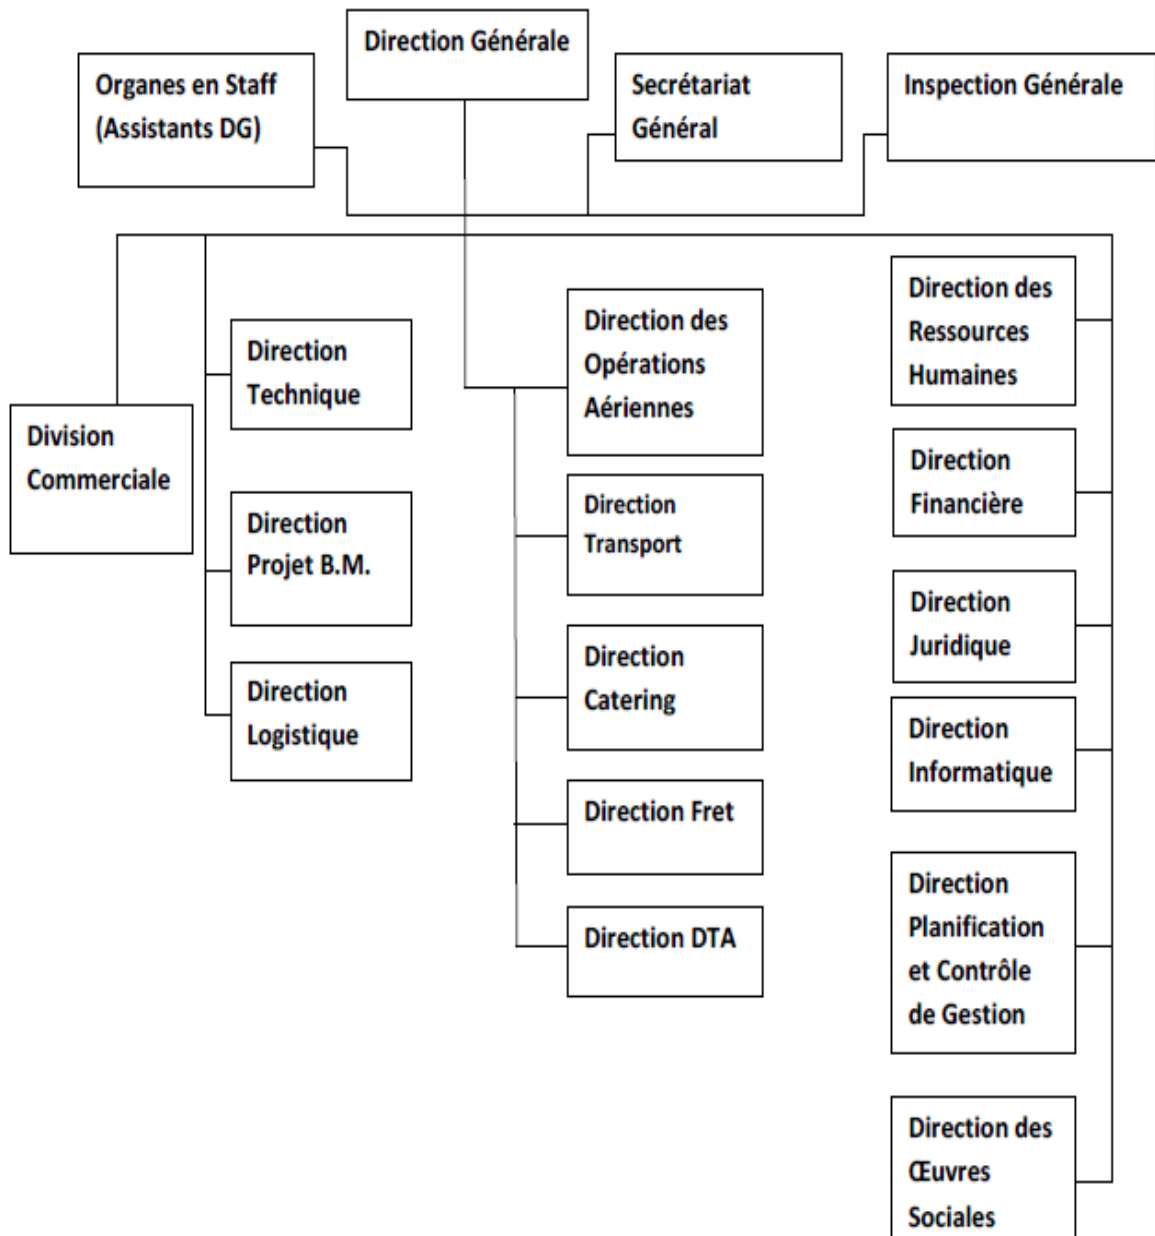 Direction Générale
Organes en Staff
(Assistants DG)
Secrétariat
Général
Inspection Générale
Division
Commerciale
Direction
Technique
Direction
Projet B.M.
Direction
Logistique
Direction des
Opérations
Aériennes
Direction
Transport
Direction
Catering
Direction Fret
Direction DTA
Direction des
Ressources
Humaines
Direction
Financière
Direction
Juridique
Direction
Informatique
Direction
Planification
et Contrôle
de Gestion
Direction des
Œuvres
Sociales